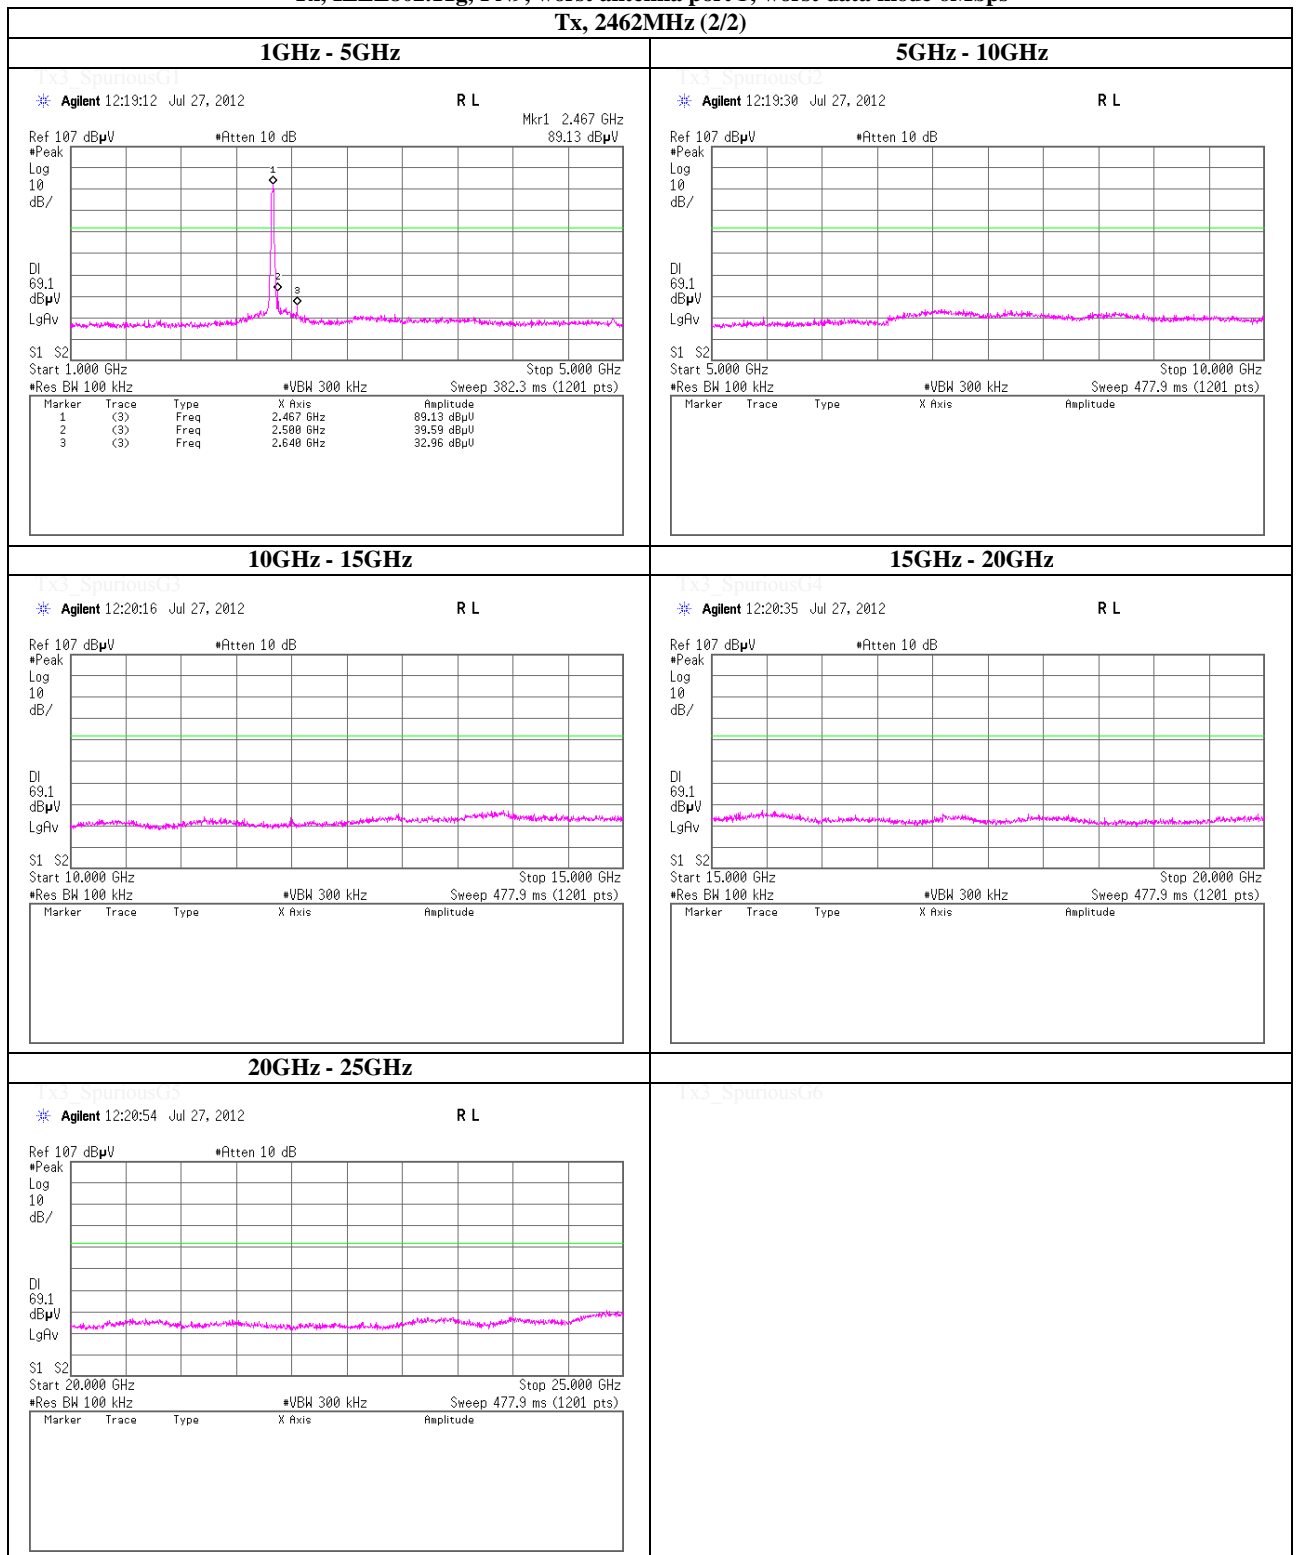 Tx, 2462MHz (2/2)
1GHz - 5GHz
Tx3_SpuriousG1
Agilent 12:19:12 Jul 27, 2012 R L
Mkr1 2.467 GHz
Ref 107 dBµV #Atten 10 dB 89.13 dBµV
#Peak
Log
10
dB/
1
2
3
DI
69.1
dBµV
LgAv
S1 S2
Start 1.000 GHz Stop 5.000 GHz
#Res BW 100 kHz #VBW 300 kHz Sweep 382.3 ms (1201 pts)
Marker Trace Type X Axis Amplitude
1 (3) Freq 2.467 GHz 89.13 dBµV
2 (3) Freq 2.500 GHz 39.59 dBµV
3 (3) Freq 2.640 GHz 32.96 dBµV
5GHz - 10GHz
Tx3_SpuriousG2
Agilent 12:19:30 Jul 27, 2012 R L
Ref 107 dBµV #Atten 10 dB
#Peak
Log
10
dB/
DI
69.1
dBµV
LgAv
S1 S2
Start 5.000 GHz Stop 10.000 GHz
#Res BW 100 kHz #VBW 300 kHz Sweep 477.9 ms (1201 pts)
Marker Trace Type X Axis Amplitude
10GHz - 15GHz
Tx3_SpuriousG3
Agilent 12:20:16 Jul 27, 2012 R L
Ref 107 dBµV #Atten 10 dB
#Peak
Log
10
dB/
DI
69.1
dBµV
LgAv
S1 S2
Start 10.000 GHz Stop 15.000 GHz
#Res BW 100 kHz #VBW 300 kHz Sweep 477.9 ms (1201 pts)
Marker Trace Type X Axis Amplitude
15GHz - 20GHz
Tx3_SpuriousG4
Agilent 12:20:35 Jul 27, 2012 R L
Ref 107 dBµV #Atten 10 dB
#Peak
Log
10
dB/
DI
69.1
dBµV
LgAv
S1 S2
Start 15.000 GHz Stop 20.000 GHz
#Res BW 100 kHz #VBW 300 kHz Sweep 477.9 ms (1201 pts)
Marker Trace Type X Axis Amplitude
20GHz - 25GHz
Tx3_SpuriousG5
Agilent 12:20:54 Jul 27, 2012 R L
Ref 107 dBµV #Atten 10 dB
#Peak
Log
10
dB/
DI
69.1
dBµV
LgAv
S1 S2
Start 20.000 GHz Stop 25.000 GHz
#Res BW 100 kHz #VBW 300 kHz Sweep 477.9 ms (1201 pts)
Marker Trace Type X Axis Amplitude
Tx3_SpuriousG6